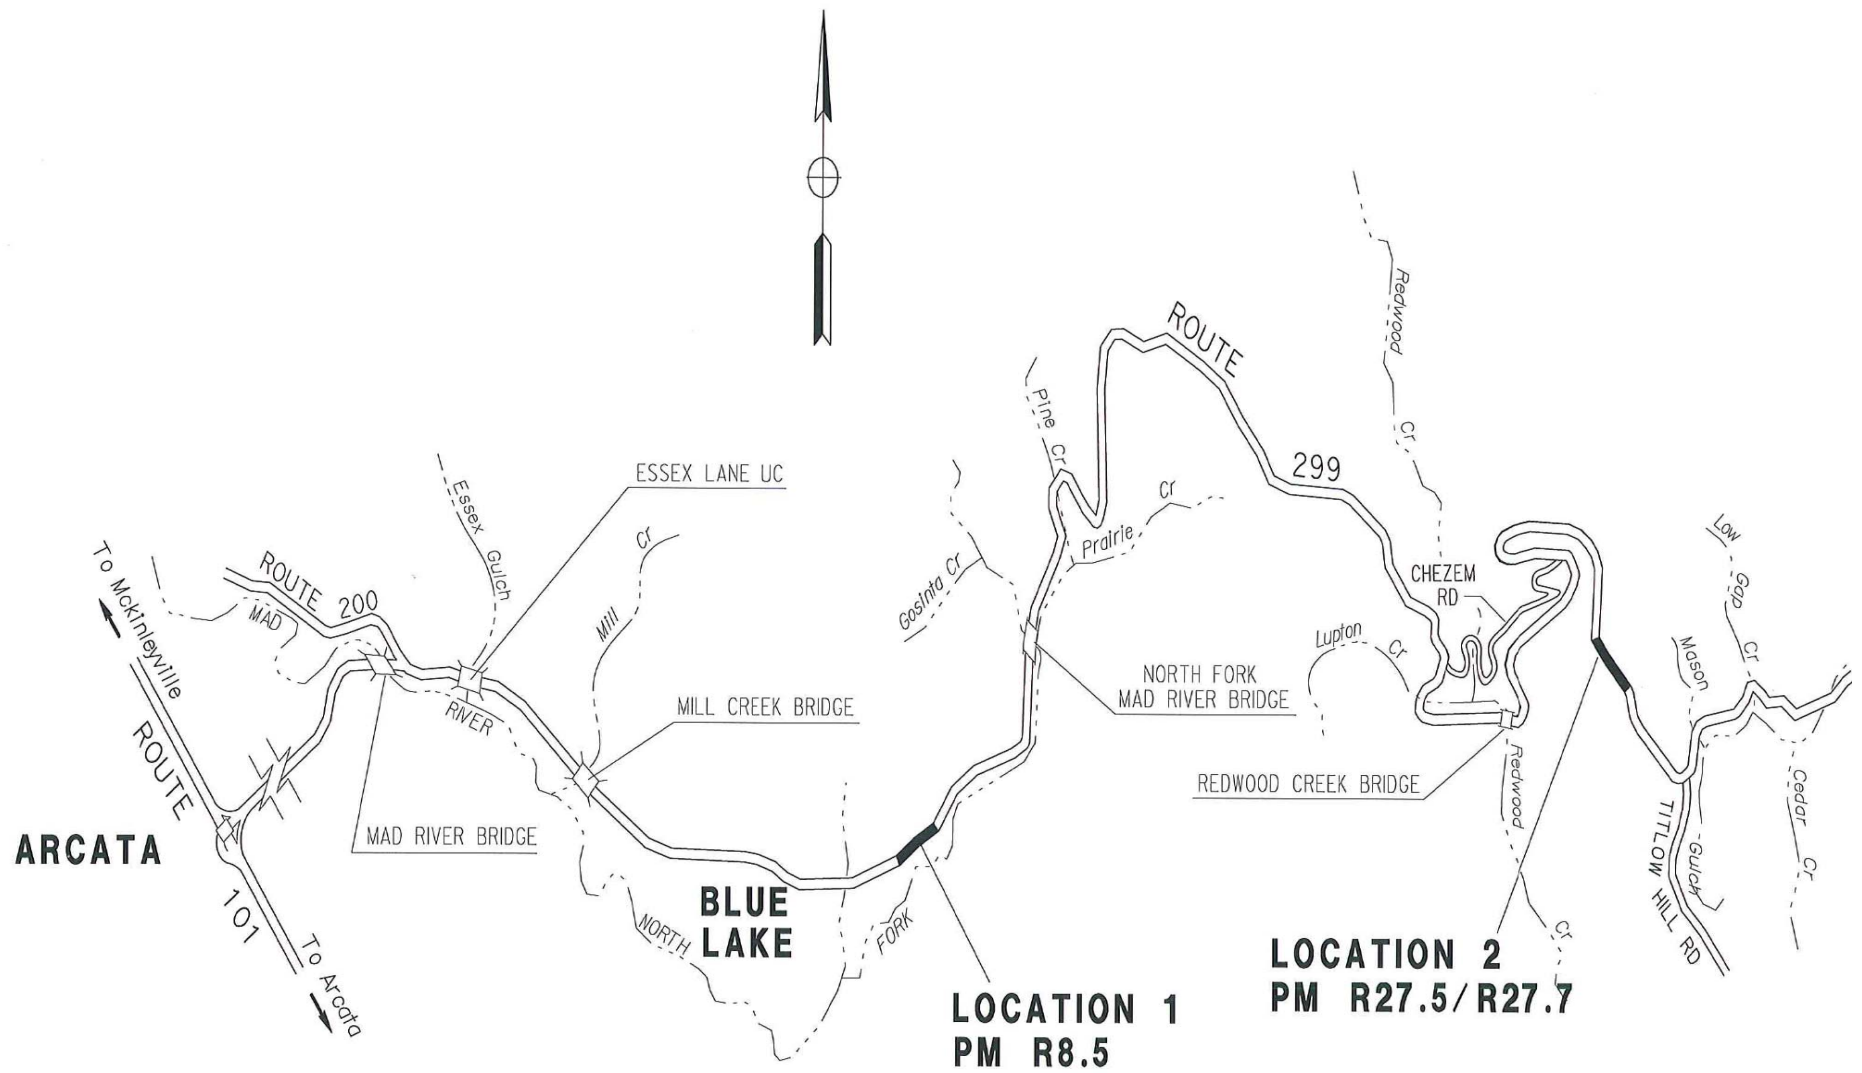 ROUTE
Redwood
Cr
Pine Cr
299
ESSEX LANE UC
Essex
Gulch
Cr
Mill
Cr
Prairie
Gosinta Cr
To Mckinleyville
ROUTE
200
MAD
RIVER
CHEZEM
RD
Low
Gap
Cr
Lupton
Cr
Mason
Gulch
NORTH FORK
MAD RIVER BRIDGE
MILL CREEK BRIDGE
ROUTE
101
REDWOOD CREEK BRIDGE
Redwood
Cr
Cedar
Cr
TITLOW HILL RD
MAD RIVER BRIDGE
ARCATA
BLUE
LAKE
NORTH
FORK
To Arcata
LOCATION 1
PM R8.5
LOCATION 2
PM R27.5/R27.7